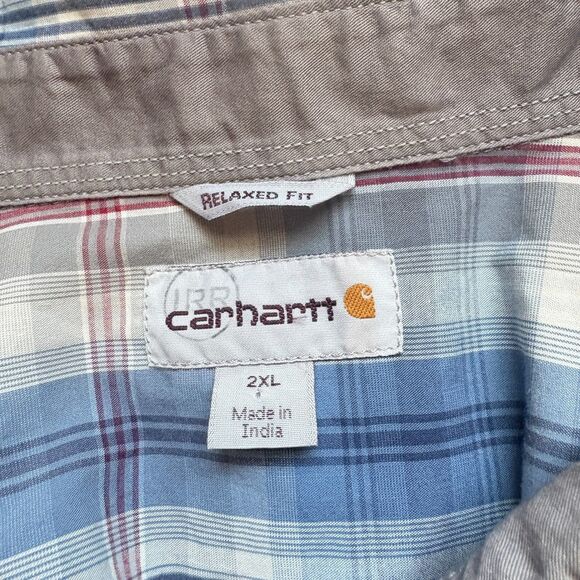 RELAXED FIT
IRR
carhartt
2XL
Made in
India